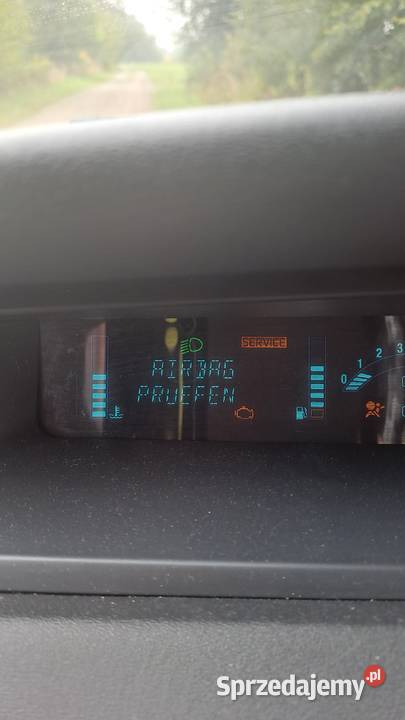 SERVICE
AIRBAG
PRUEFEN
0 1 2 3
Sprzedajemy.pl